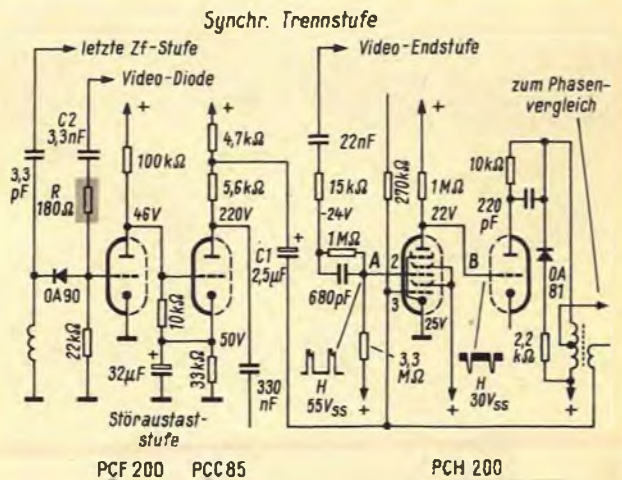 Synchr. Trennstufe
letzte Zf-Stufe
Video-Endstufe
Video-Diode
zum Phasen-
vergleich
C2
3,3nF
+
+
+
+
4,7kΩ
22nF
10kΩ
3,3
pF
100kΩ
R
180Ω
5,6kΩ
15kΩ
270kΩ
1MΩ
220
pF
46V
220V
-24V
22V
1MΩ
C1
2,5µF
+
A
2
B
0A90
680pF
3
0A
81
10kΩ
50V
25V
22kΩ
+
32µF
33kΩ
330
nF
3,3
MΩ
2,2
kΩ
H
55Vss
H
30Vss
+
+
+
Störaustast-
stufe
PCF 200
PCC85
PCH 200